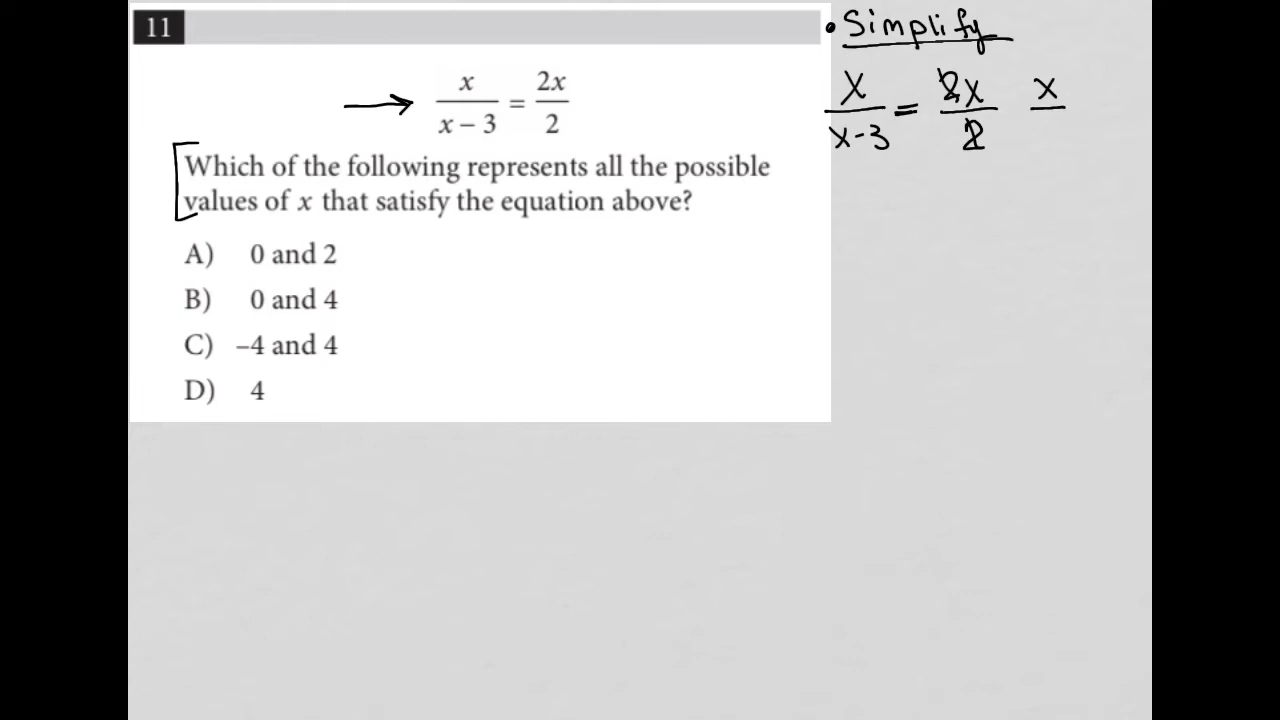 11
x/(x – 3) = 2x/2
Which of the following represents all the possible
values of x that satisfy the equation above?
A) 0 and 2
B) 0 and 4
C) –4 and 4
D) 4
• Simplify
x/(x-3) = 2x/2 x